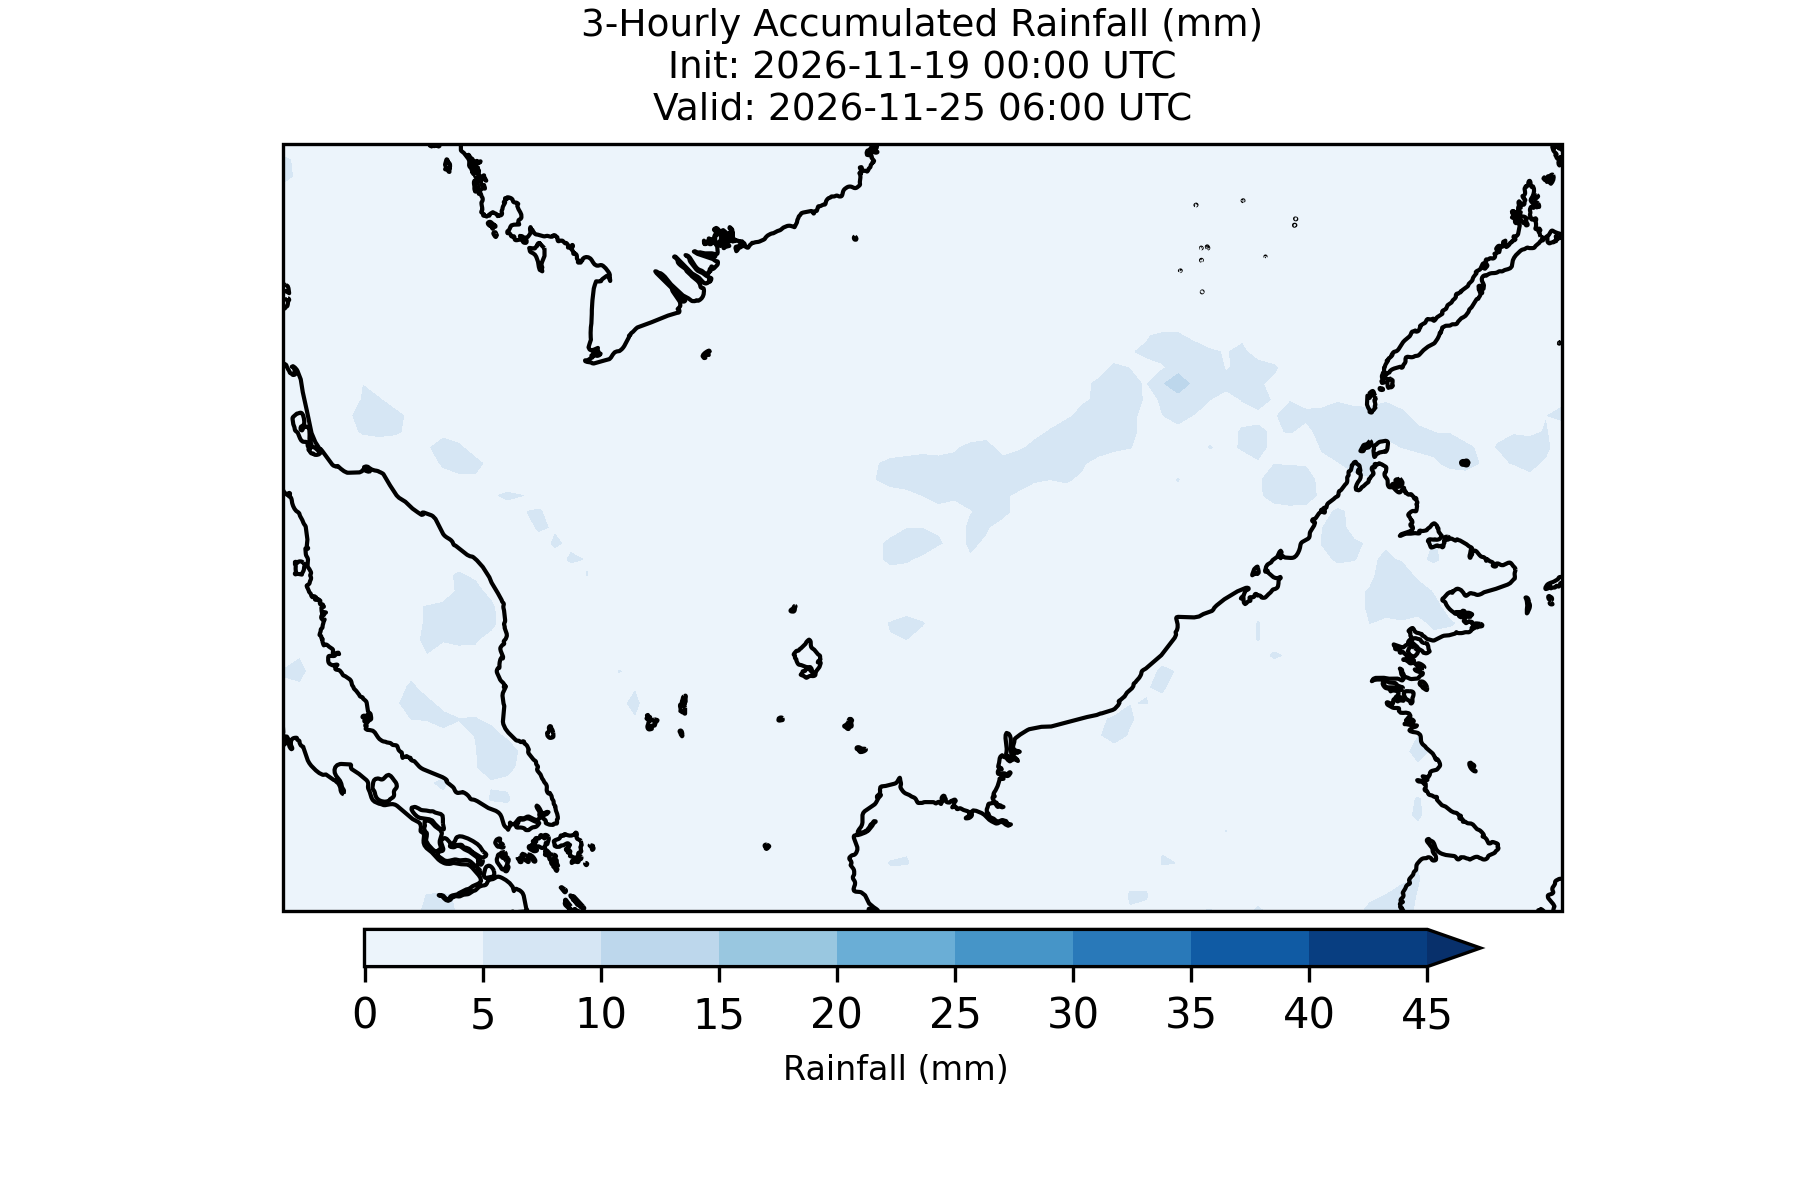 3-Hourly Accumulated Rainfall (mm)
Init: 2026-11-19 00:00 UTC
Valid: 2026-11-25 06:00 UTC
0 5 10 15 20 25 30 35 40 45
Rainfall (mm)